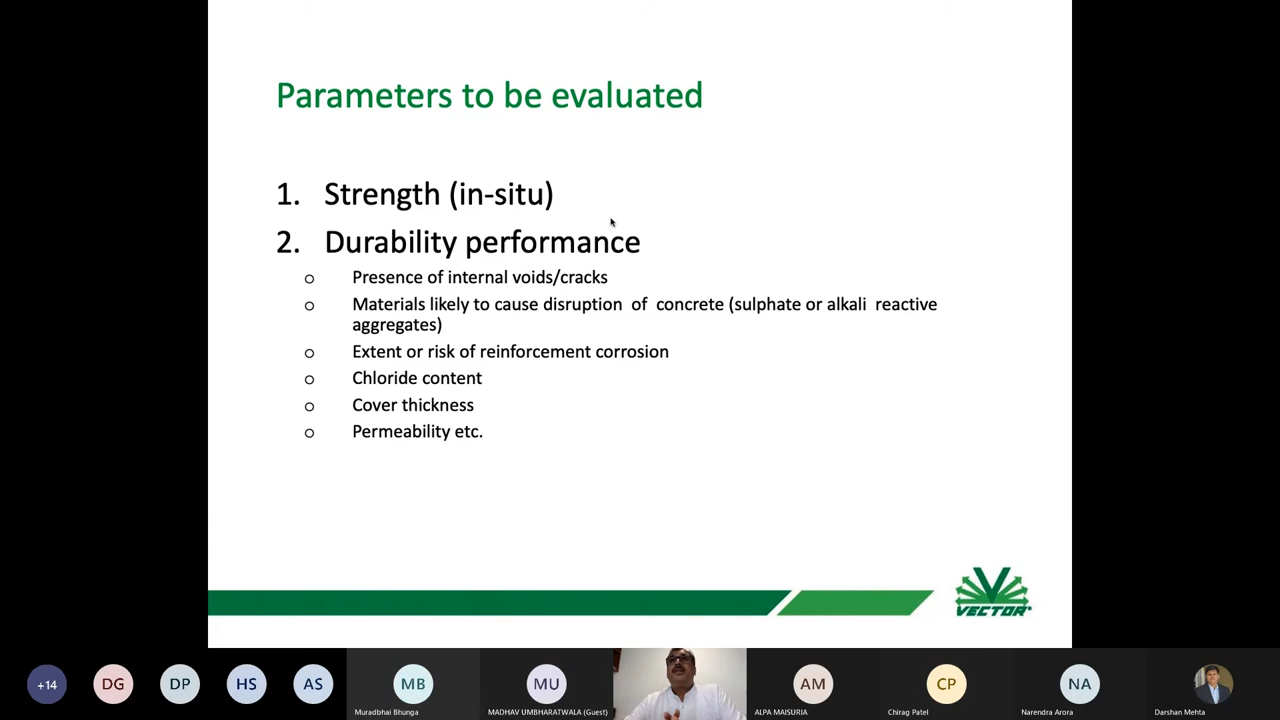 Parameters to be evaluated
1. Strength (in-situ)
2. Durability performance
o Presence of internal voids/cracks
o Materials likely to cause disruption of concrete (sulphate or alkali reactive
aggregates)
o Extent or risk of reinforcement corrosion
o Chloride content
o Cover thickness
o Permeability etc.
VECTOR
+14 DG DP HS AS MB MU AM CP NA
Muradbhai Bhunga MADHAV UMBHARATWALA (Guest) ALPA MAISURIA Chirag Patel Narendra Arora Darshan Mehta